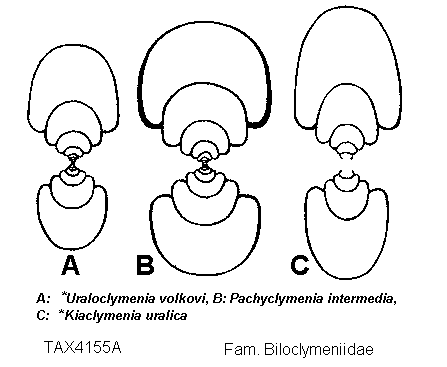 A B C
A: *Uraloclymenia volkovi, B: Pachyclymenia intermedia,
C: *Kiaclymenia uralica
TAX4155A Fam. Biloclymeniidae